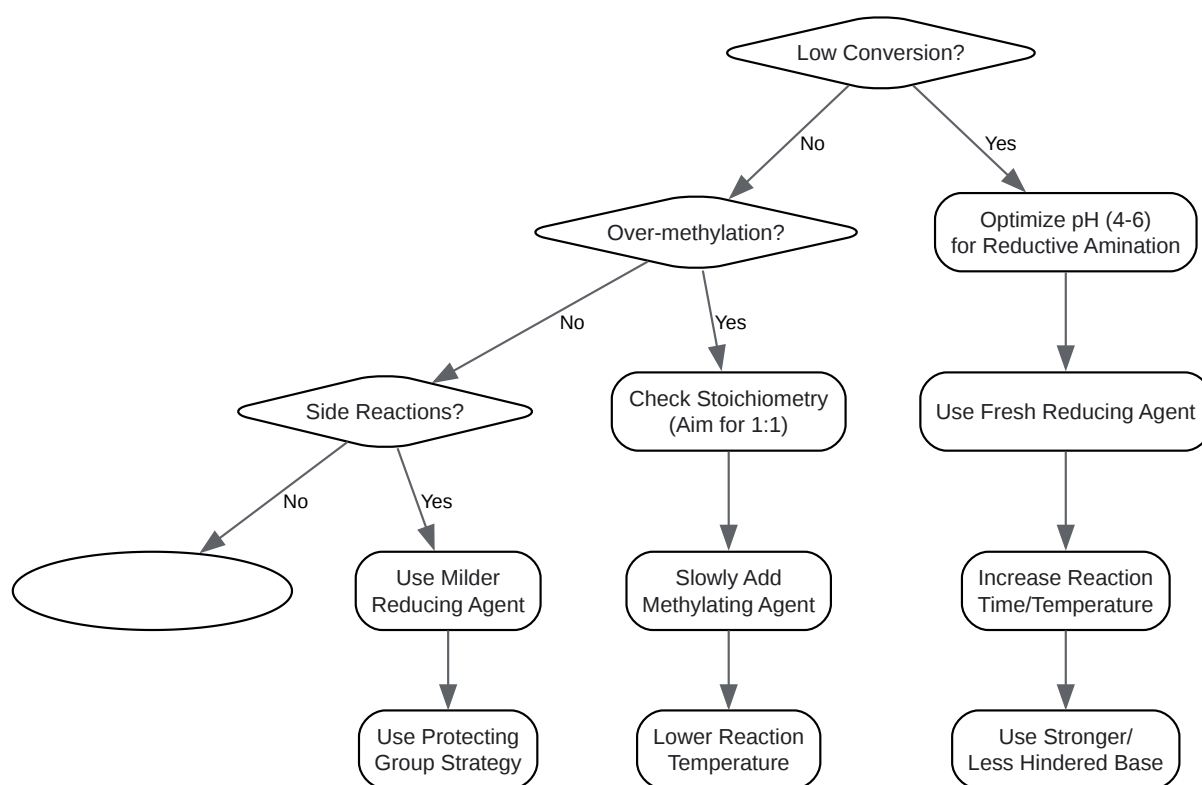 Low Conversion?
No
Yes
Over-methylation?
Optimize pH (4-6)
for Reductive Amination
No
Yes
Side Reactions?
Check Stoichiometry
(Aim for 1:1)
Use Fresh Reducing Agent
No
Yes
Use Milder
Reducing Agent
Slowly Add
Methylating Agent
Increase Reaction
Time/Temperature
Use Protecting
Group Strategy
Lower Reaction
Temperature
Use Stronger/
Less Hindered Base